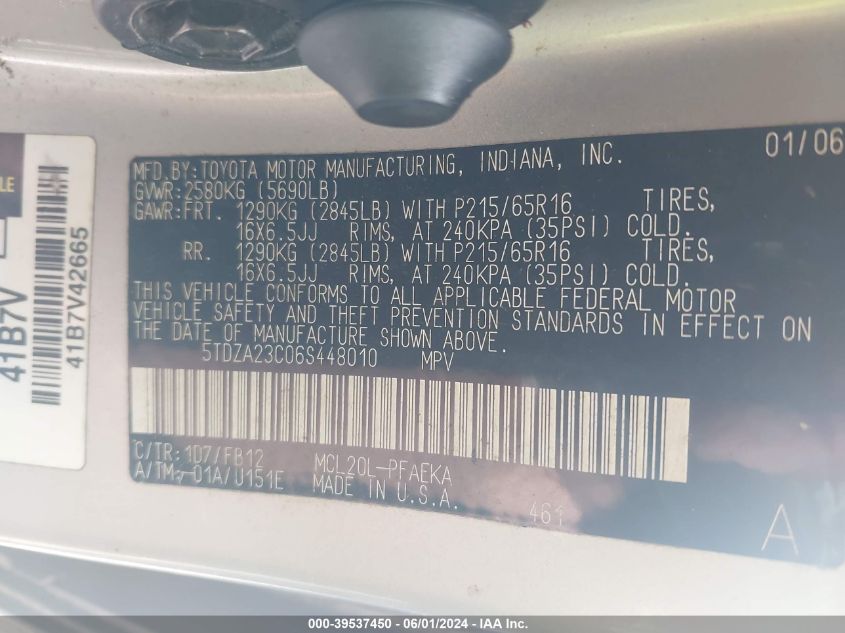 MFD.BY:TOYOTA MOTOR MANUFACTURING, INDIANA, INC. 01/06
GVWR:2580KG (5690LB)
GAWR:FRT. 1290KG (2845LB) WITH P215/65R16 TIRES,
16X6.5JJ RIMS, AT 240KPA (35PSI) COLD.
RR. 1290KG (2845LB) WITH P215/65R16 TIRES,
16X6.5JJ RIMS, AT 240KPA (35PSI) COLD.
THIS VEHICLE CONFORMS TO ALL APPLICABLE FEDERAL MOTOR
VEHICLE SAFETY AND THEFT PREVENTION STANDARDS IN EFFECT ON
THE DATE OF MANUFACTURE SHOWN ABOVE.
5TDZA23C06S448010 MPV
C/TR:1D7/FB12 MCL20L-PFAEKA
A/TM:-01A/U151E MADE IN U.S.A.
461
A
41B7V
41B7V42665
000-39537450 - 06/01/2024 - IAA Inc.